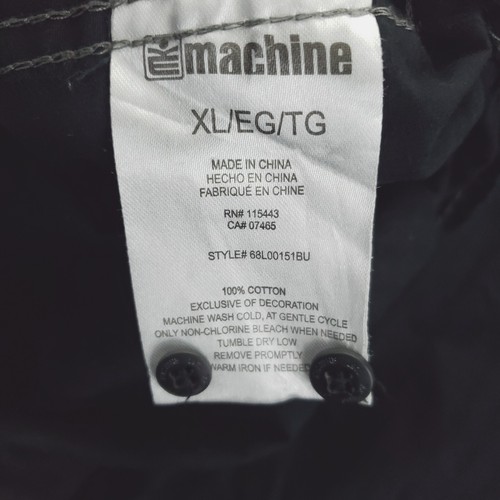 machine
XL/EG/TG
MADE IN CHINA
HECHO EN CHINA
FABRIQUÉ EN CHINE
RN# 115443
CA# 07465
STYLE# 68L00151BU
100% COTTON
EXCLUSIVE OF DECORATION
MACHINE WASH COLD, AT GENTLE CYCLE
ONLY NON-CHLORINE BLEACH WHEN NEEDED
TUMBLE DRY LOW
REMOVE PROMPTLY
WARM IRON IF NEEDED